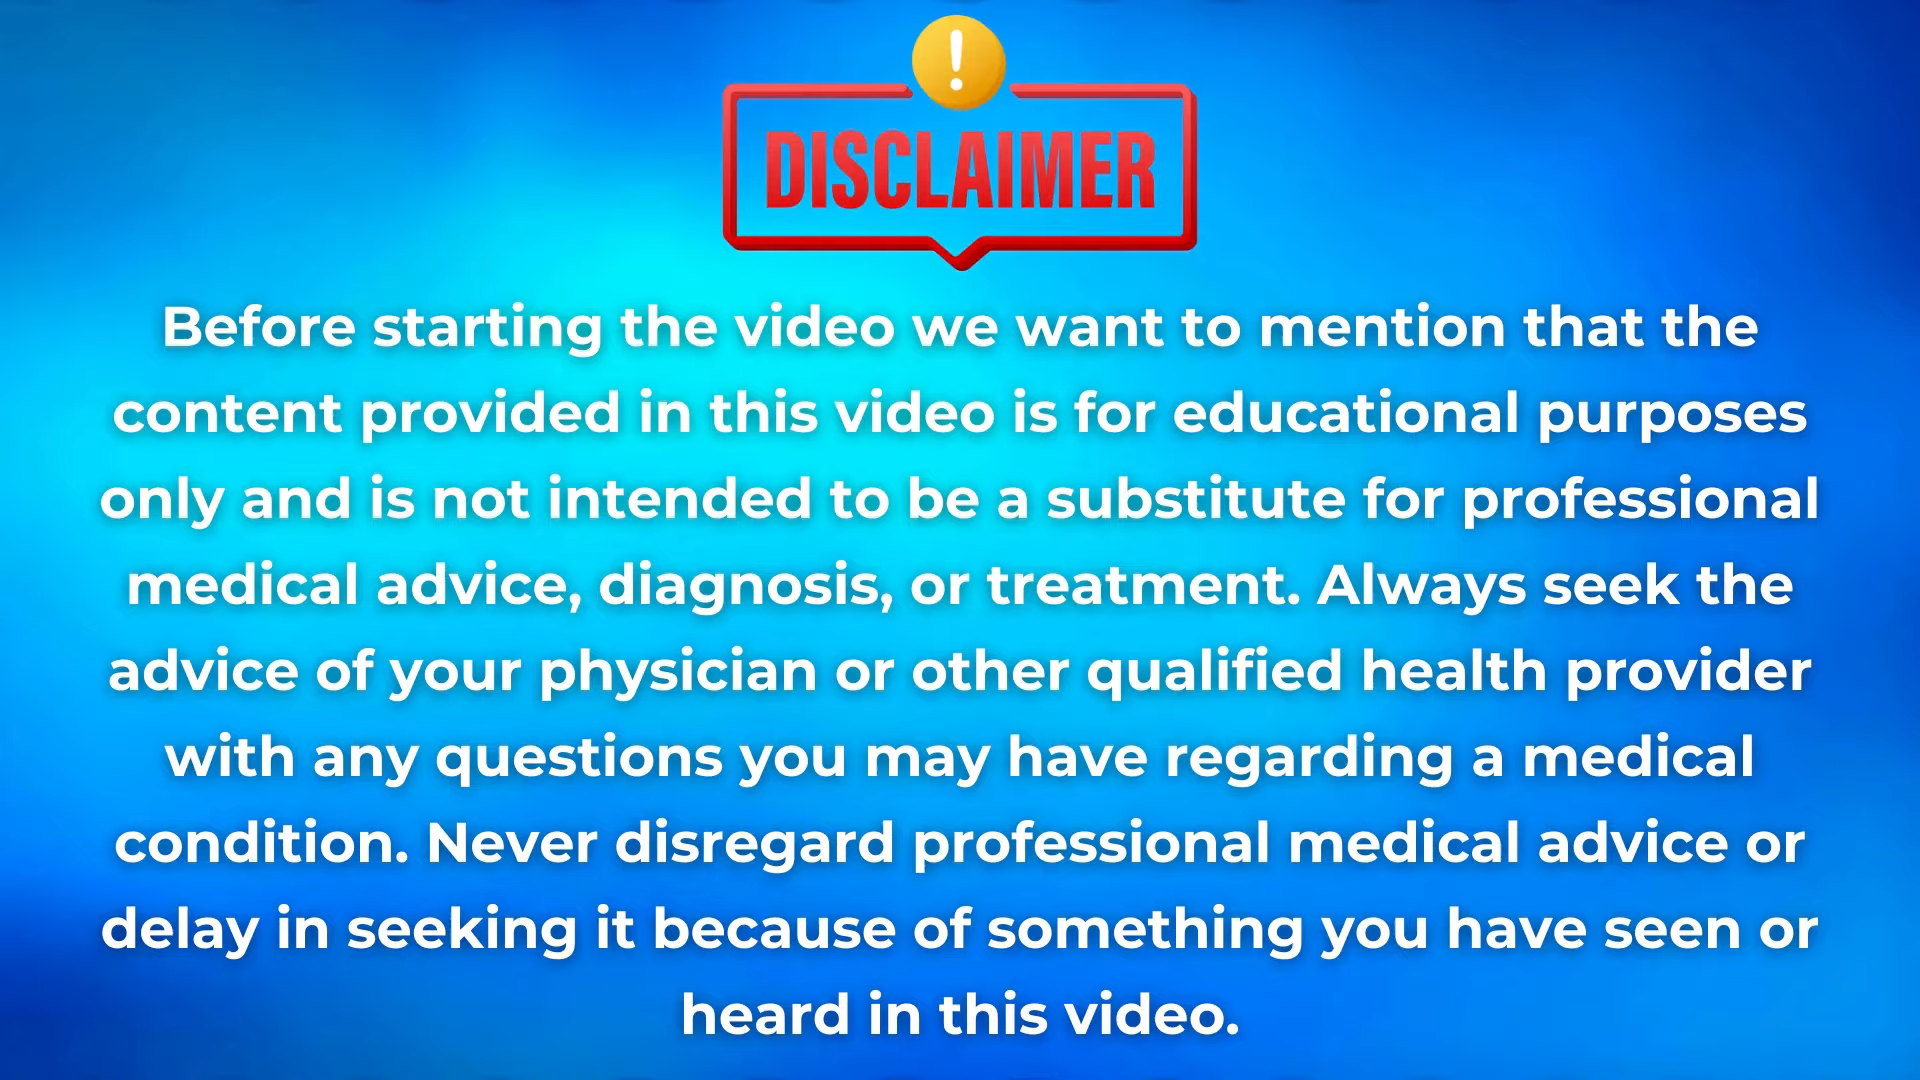 !
DISCLAIMER
Before starting the video we want to mention that the
content provided in this video is for educational purposes
only and is not intended to be a substitute for professional
medical advice, diagnosis, or treatment. Always seek the
advice of your physician or other qualified health provider
with any questions you may have regarding a medical
condition. Never disregard professional medical advice or
delay in seeking it because of something you have seen or
heard in this video.